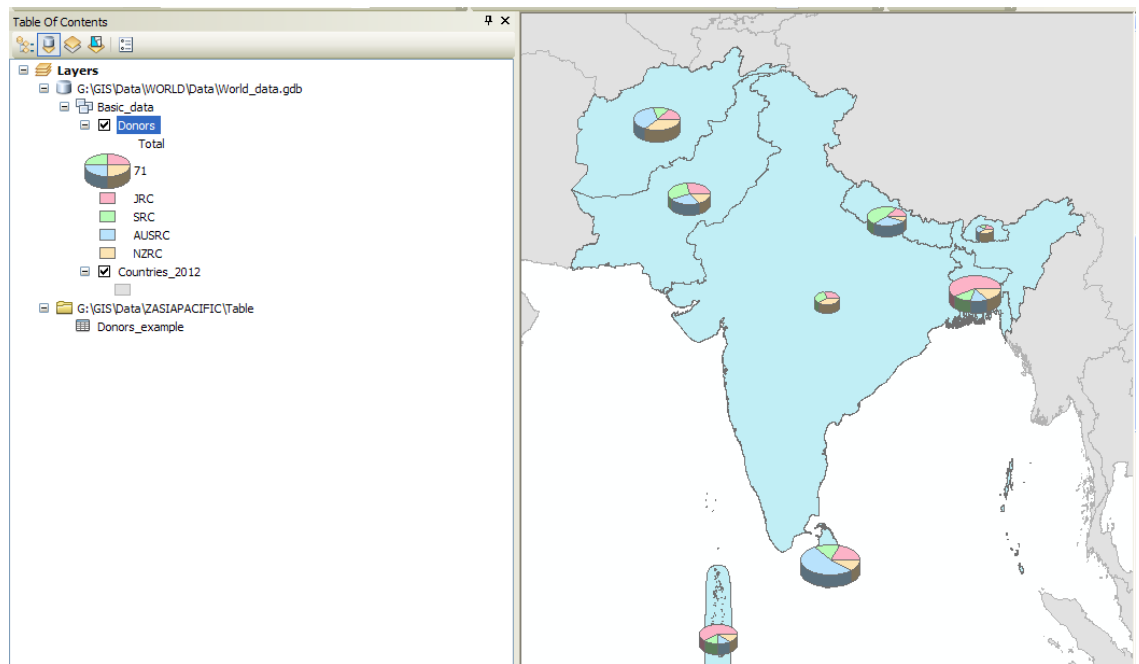 Table Of Contents
Layers
G:\GIS\Data\WORLD\Data\World_data.gdb
Basic_data
Donors
Total
71
JRC
SRC
AUSRC
NZRC
Countries_2012
G:\GIS\Data\ZASIAPACIFIC\Table
Donors_example